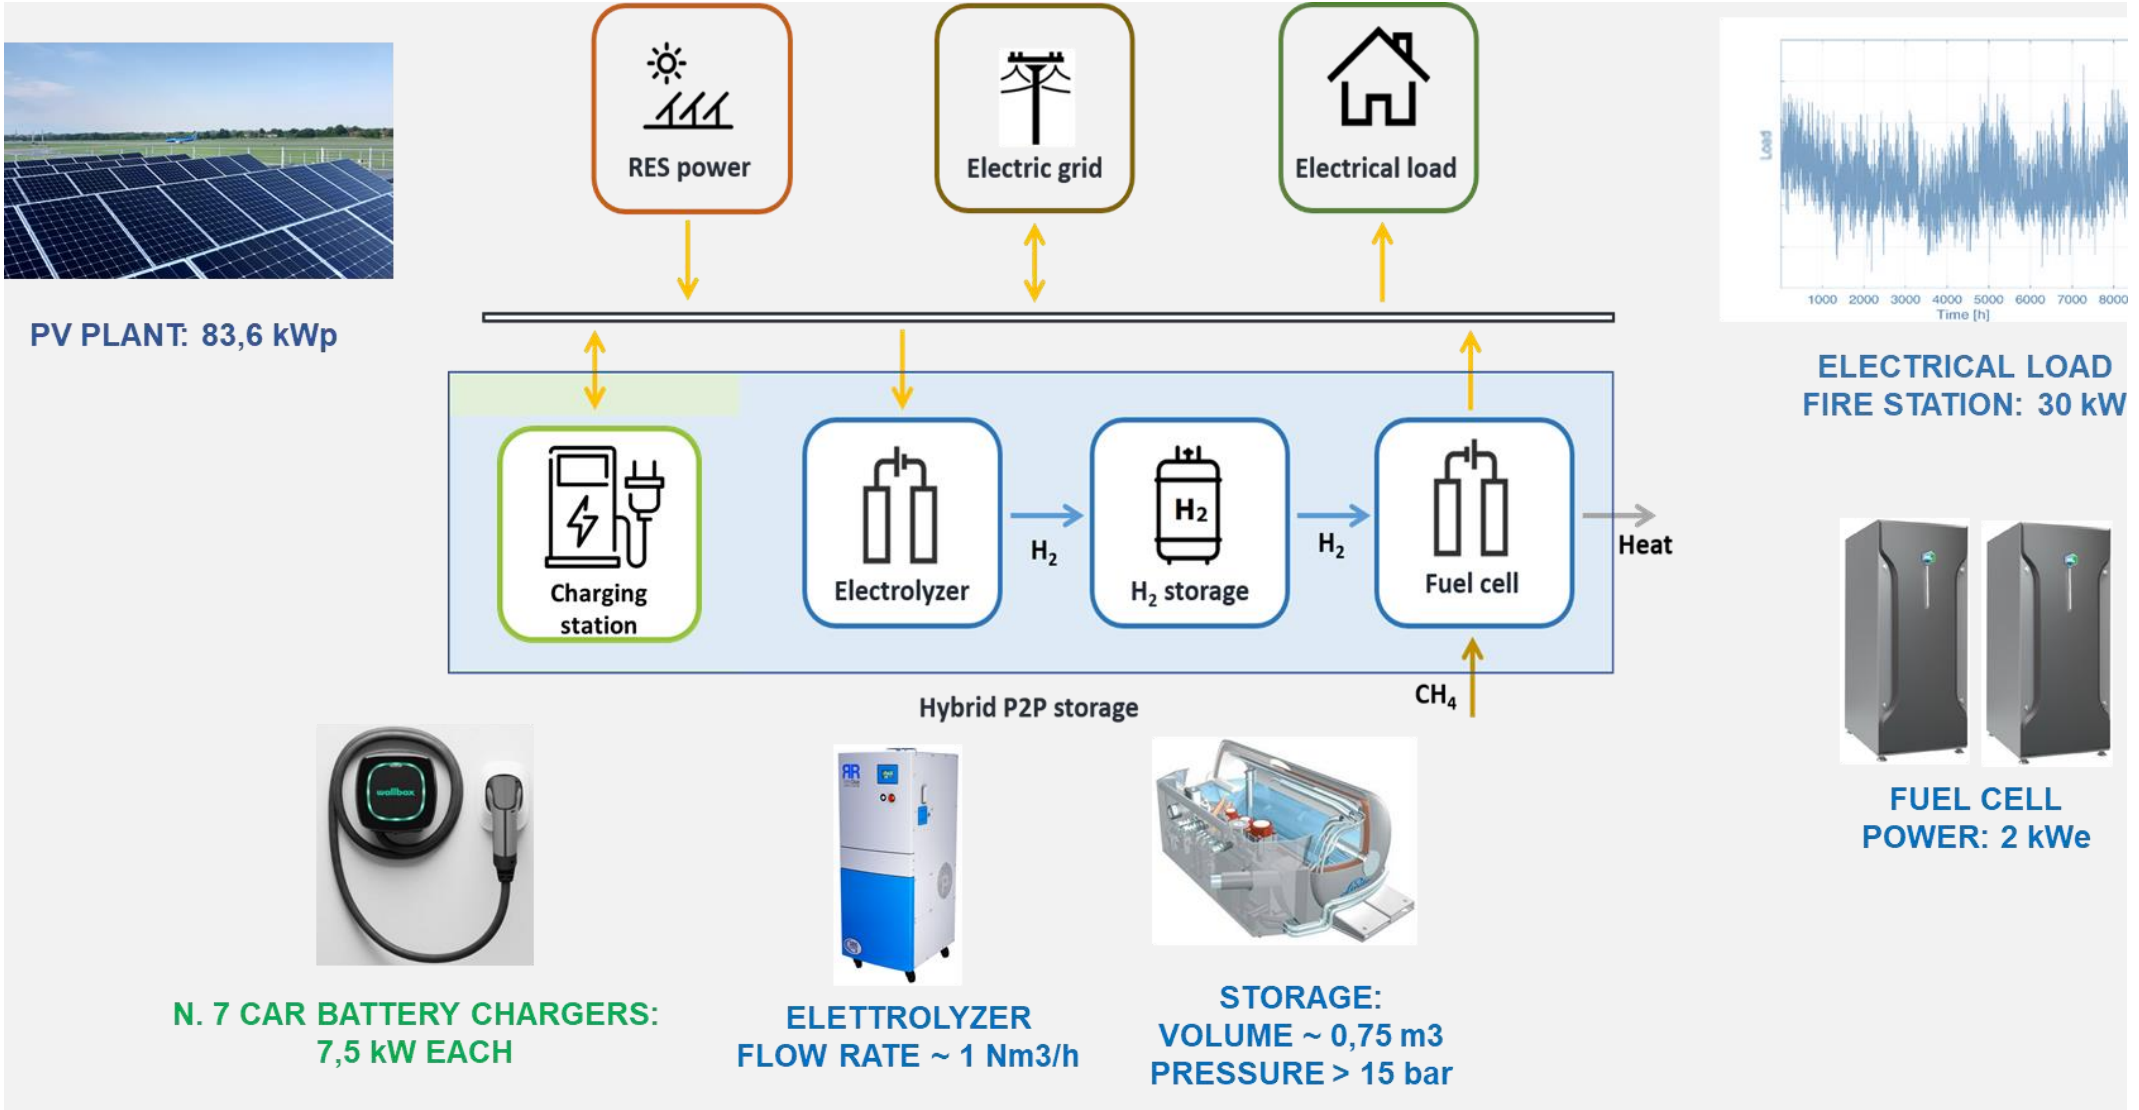 RES power
Electric grid
Electrical load
Load
1000 2000 3000 4000 5000 6000 7000 8000
Time [h]
PV PLANT: 83,6 kWp
ELECTRICAL LOAD
FIRE STATION: 30 kW
H₂
Charging
station
Electrolyzer
H₂
H₂ storage
H₂
Fuel cell
Heat
CH₄
Hybrid P2P storage
wallbox
FUEL CELL
POWER: 2 kWe
N. 7 CAR BATTERY CHARGERS:
7,5 kW EACH
ELETTROLYZER
FLOW RATE ~ 1 Nm3/h
STORAGE:
VOLUME ~ 0,75 m3
PRESSURE > 15 bar